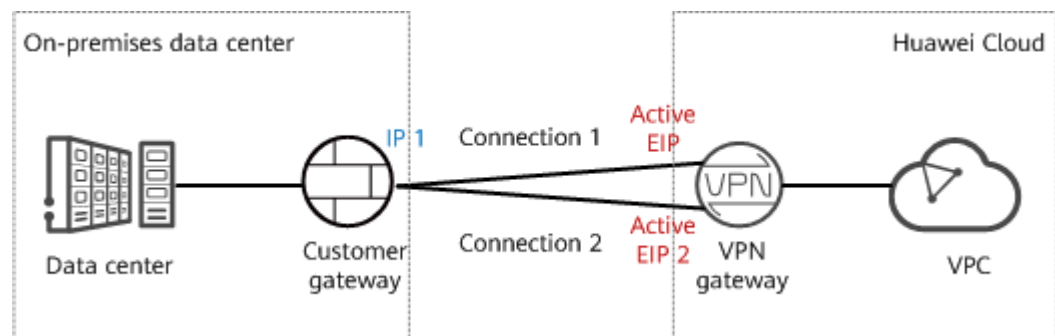 On-premises data center
Huawei Cloud
IP 1
Connection 1
Active
EIP
VPN
Connection 2
Active
EIP 2
Data center
Customer
gateway
VPN
gateway
VPC